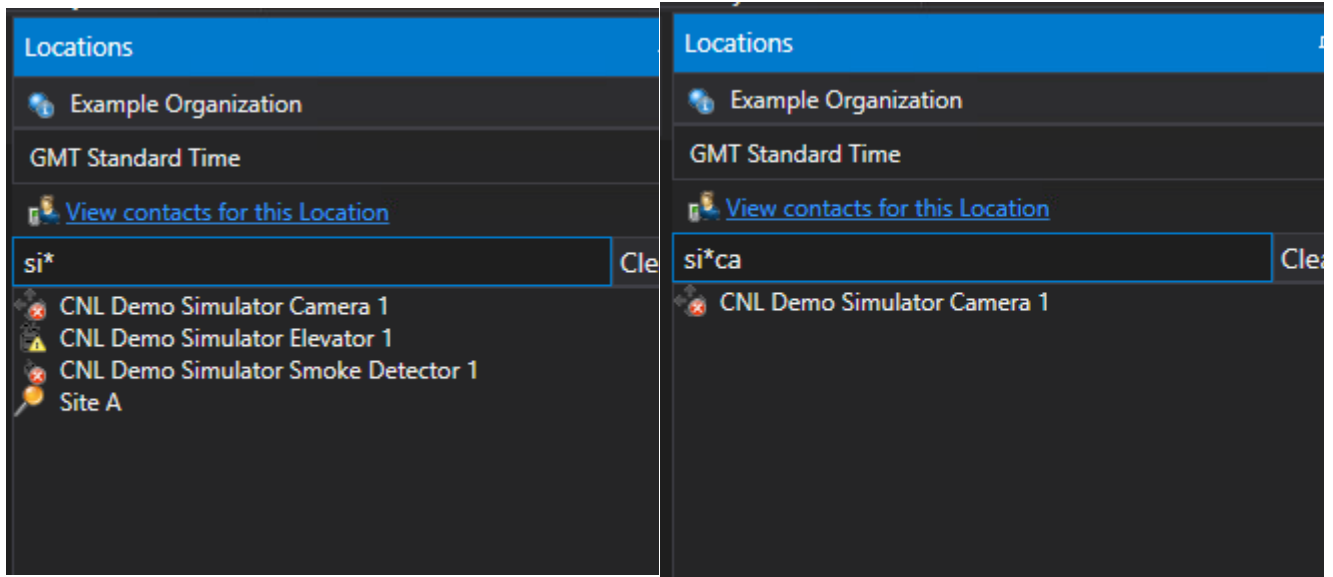 Locations
Example Organization
GMT Standard Time
View contacts for this Location
si*
Cle
CNL Demo Simulator Camera 1
CNL Demo Simulator Elevator 1
CNL Demo Simulator Smoke Detector 1
Site A
Locations
Example Organization
GMT Standard Time
View contacts for this Location
si*ca
Clea
CNL Demo Simulator Camera 1